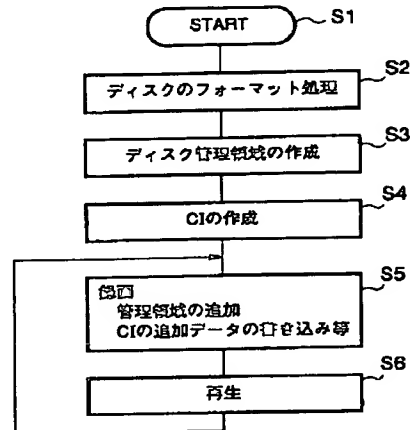 START
S1
S2
ディスクのフォーマット処理
S3
ディスク管理領域の作成
S4
CIの作成
S5
録画
管理領域の追加
CIの追加データの書き込み等
S6
再生